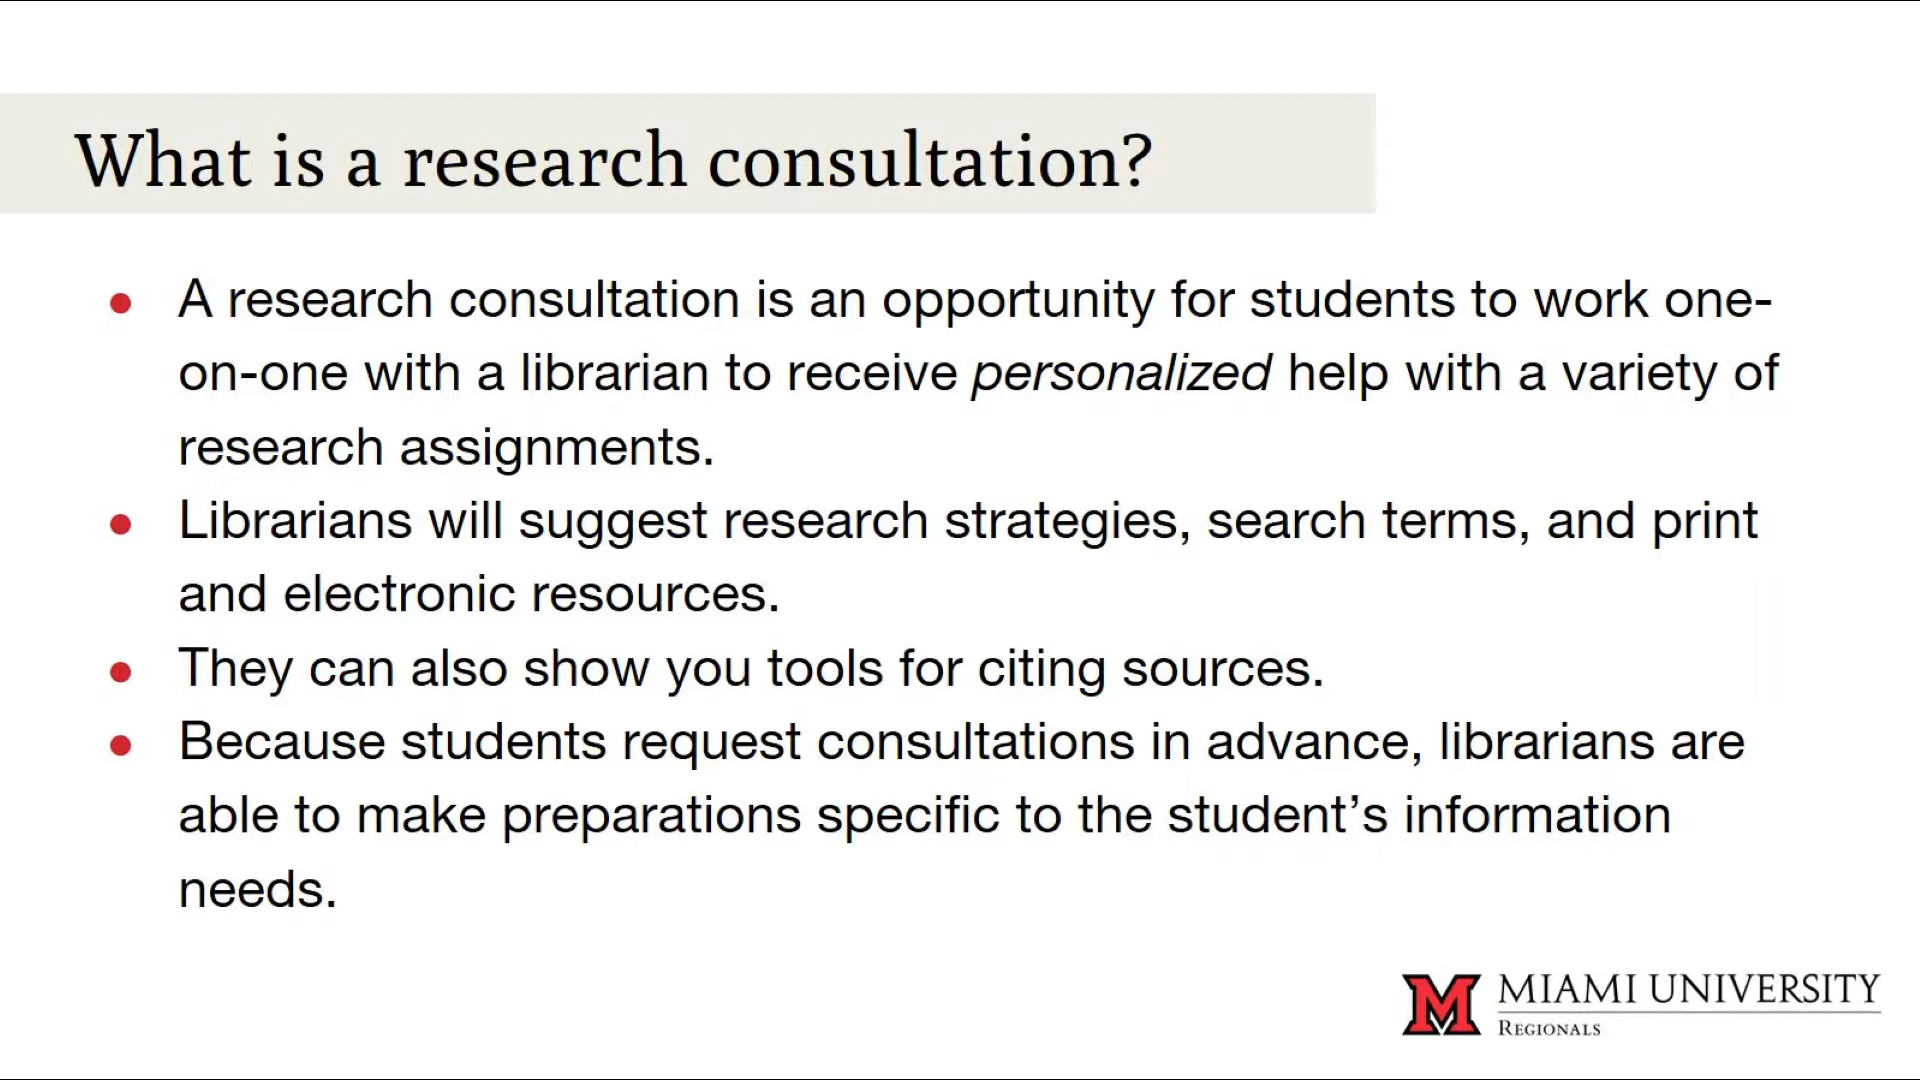 What is a research consultation?
• A research consultation is an opportunity for students to work one-
on-one with a librarian to receive personalized help with a variety of
research assignments.
• Librarians will suggest research strategies, search terms, and print
and electronic resources.
• They can also show you tools for citing sources.
• Because students request consultations in advance, librarians are
able to make preparations specific to the student’s information
needs.
M MIAMI UNIVERSITY
REGIONALS